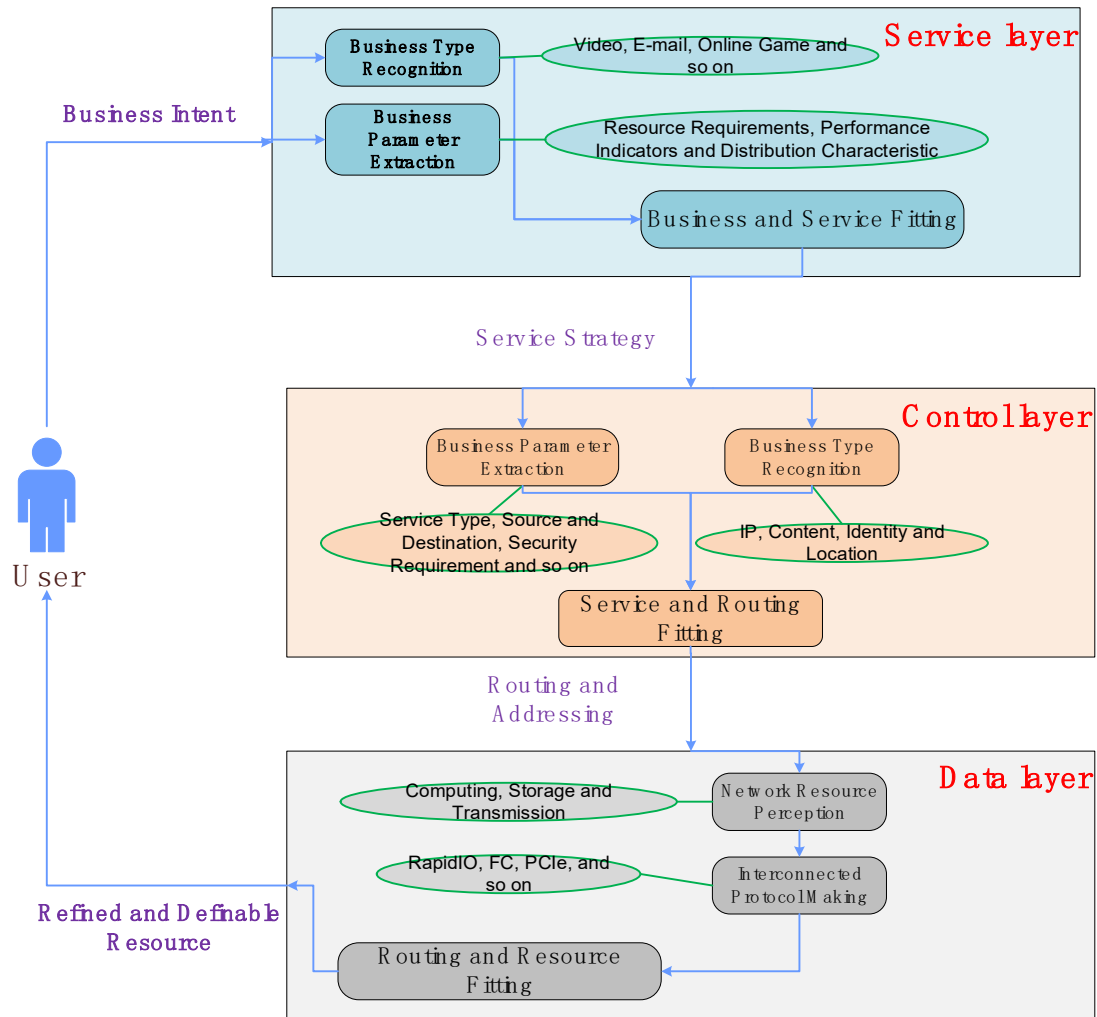 Service layer
Business Type
Recognition
Video, E-mail, Online Game and
so on
Business Intent
Business
Parameter
Extraction
Resource Requirements, Performance
Indicators and Distribution Characteristic
Business and Service Fitting
Service Strategy
Control layer
Business Parameter
Extraction
Business Type
Recognition
Service Type, Source and
Destination, Security
Requirement and so on
IP, Content, Identity and
Location
User
Service and Routing
Fitting
Routing and
Addressing
Data layer
Computing, Storage and
Transmission
Network Resource
Perception
RapidIO, FC, PCIe, and
so on
Interconnected
Protocol Making
Refined and Definable
Resource
Routing and Resource
Fitting